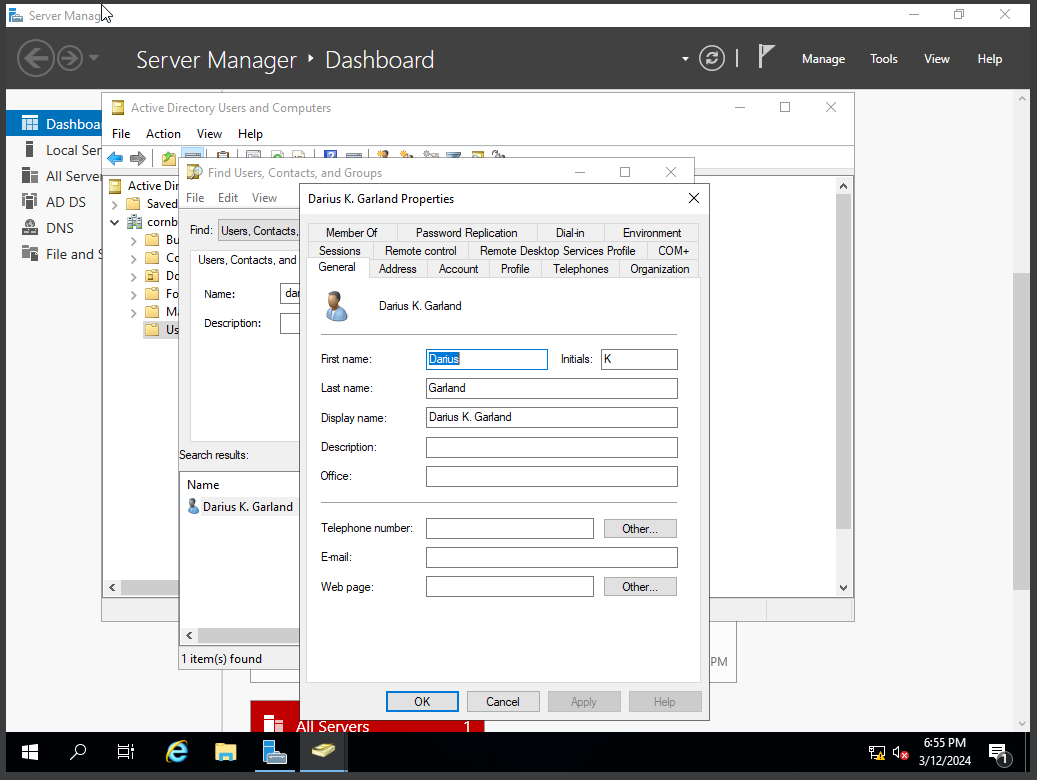 Server Manag
Server Manager Dashboard
Manage Tools View Help
Dashboa
Local Ser
All Server
AD DS
DNS
File and S
Active Directory Users and Computers
File Action View Help
Active Dir
Saved
cornb
Bu
Co
Do
Fo
Ma
Us
Find Users, Contacts, and Groups
File Edit View
Find: Users, Contacts,
Users, Contacts, and
Name: dar
Description:
Search results:
Name
Darius K. Garland
1 item(s) found
Darius K. Garland Properties
Member Of Password Replication Dial-in Environment
Sessions Remote control Remote Desktop Services Profile COM+
General Address Account Profile Telephones Organization
Darius K. Garland
First name: Darius Initials: K
Last name: Garland
Display name: Darius K. Garland
Description:
Office:
Telephone number: Other...
E-mail:
Web page: Other...
OK Cancel Apply Help
PM
All Servers 1
6:55 PM
3/12/2024
1